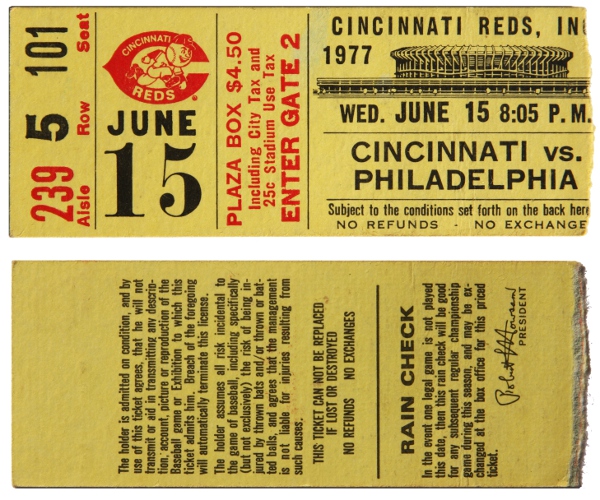 239 5 101
Aisle Row Seat
CINCINNATI
REDS
JUNE
15
PLAZA BOX $4.50
Including City Tax and
25c Stadium Use Tax
ENTER GATE 2
CINCINNATI REDS, INC
1977
WED. JUNE 15 8:05 P. M.
CINCINNATI vs.
PHILADELPHIA
Subject to the conditions set forth on the back here
NO REFUNDS - NO EXCHANGE
The holder is admitted on condition, and by
use of this ticket agrees, that he will not
transmit or aid in transmitting any descrip-
tion, account, picture or reproduction of the
Baseball game or Exhibition to which this
ticket admits him. Breach of the foregoing
will automatically terminate this license.
The holder assumes all risk incidental to
the game of baseball, including specifically
(but not exclusively) the risk of being in-
jured by thrown bats and/or thrown or bat-
ted balls, and agrees that the management
is not liable for injuries resulting from
such causes.
THIS TICKET CAN NOT BE REPLACED
IF LOST OR DESTROYED
NO REFUNDS NO EXCHANGES
RAIN CHECK
In the event one legal game is not played
this date, then this rain check will be good
for any subsequent regular championship
game during this season, and may be ex-
changed at the box office for this priced
ticket.
Robert L Howsam
PRESIDENT